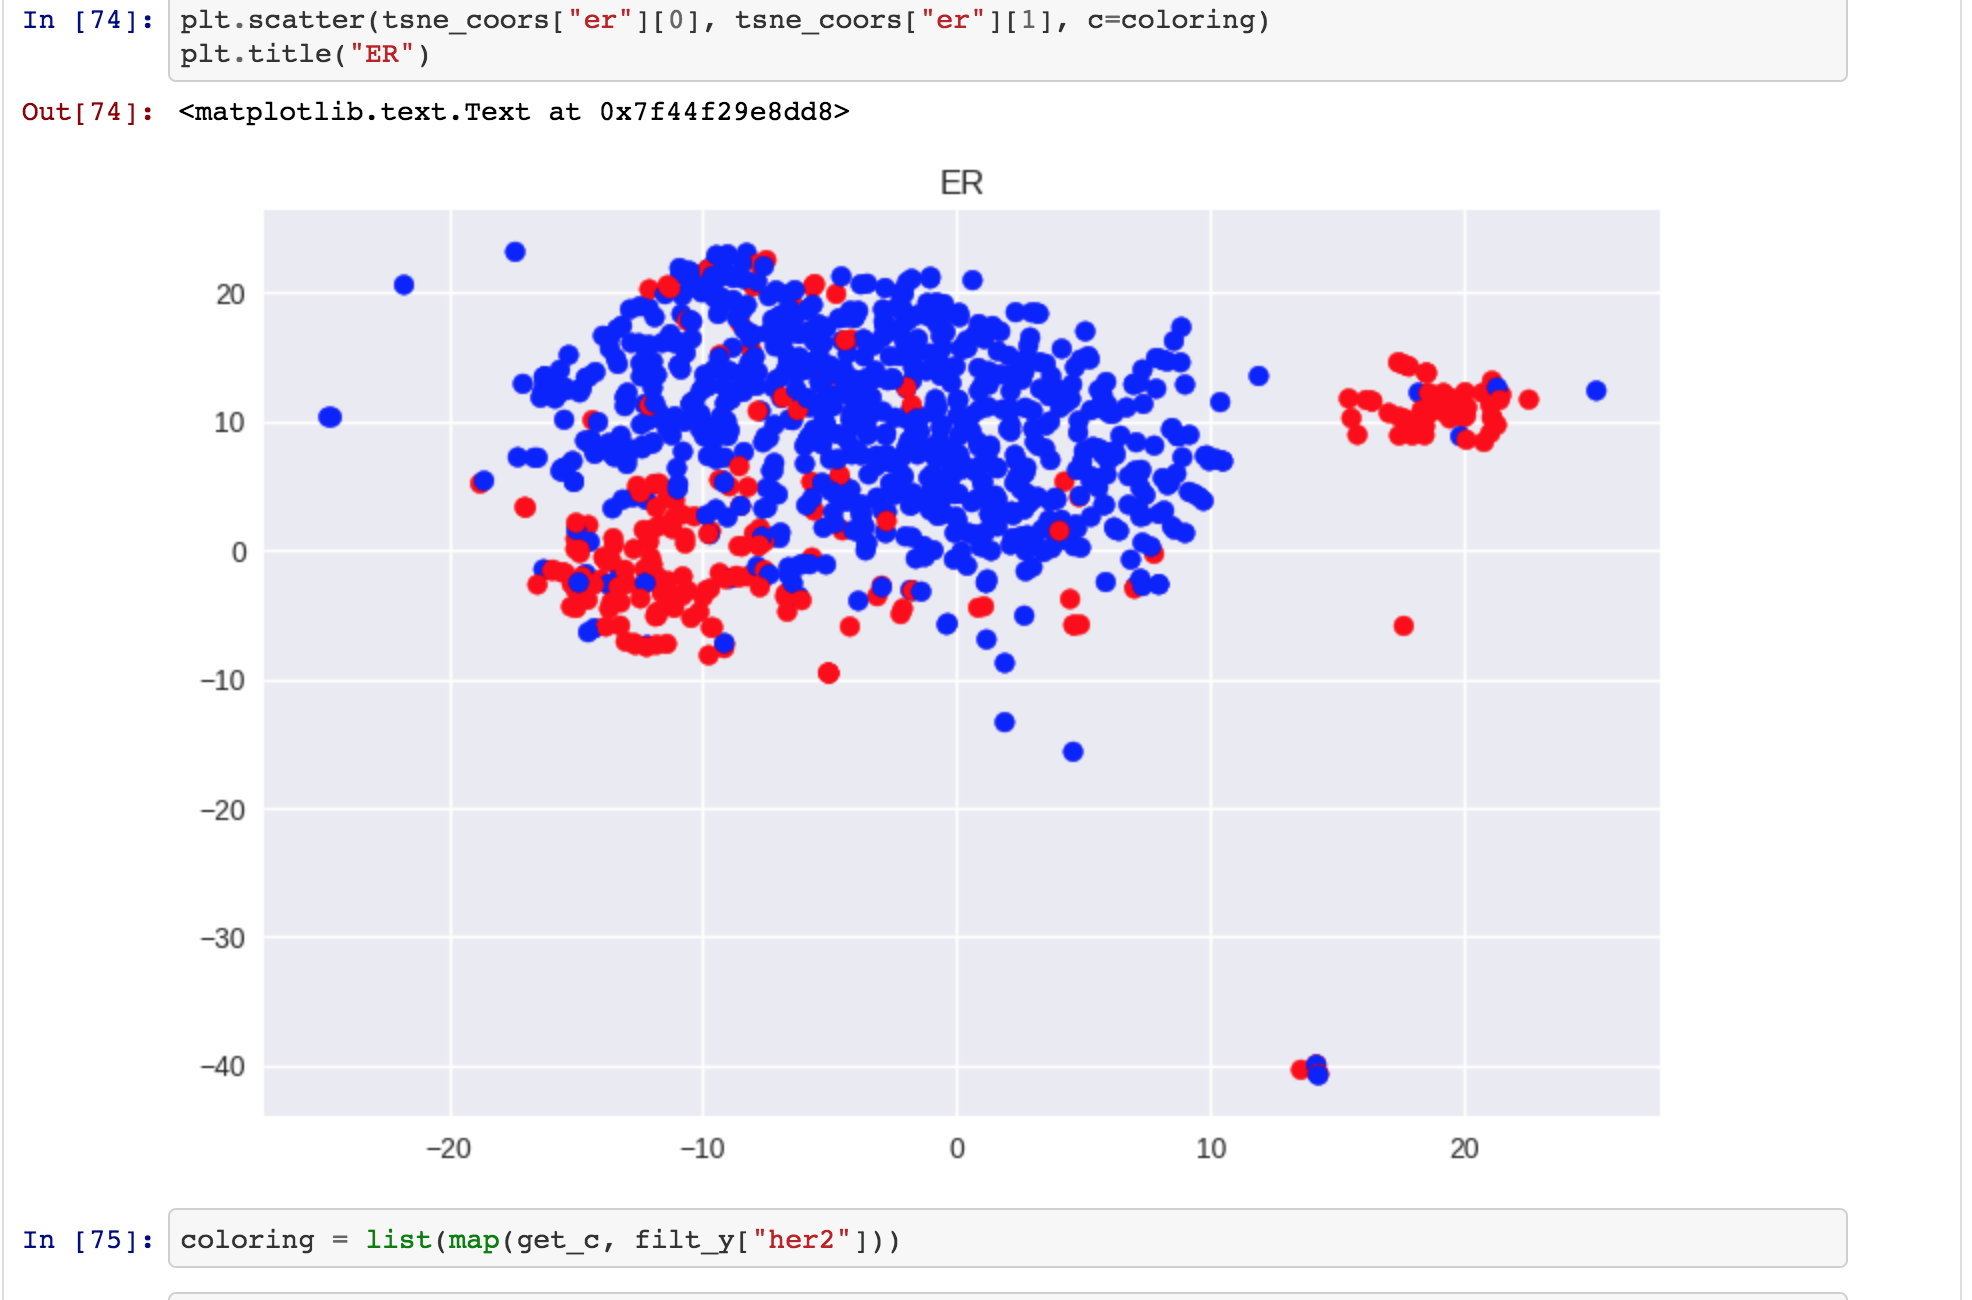 In [74]: plt.scatter(tsne_coors["er"][0], tsne_coors["er"][1], c=coloring)
plt.title("ER")
Out[74]: <matplotlib.text.Text at 0x7f44f29e8dd8>
ER
20
10
0
−10
−20
−30
−40
−20 −10 0 10 20
In [75]: coloring = list(map(get_c, filt_y["her2"]))